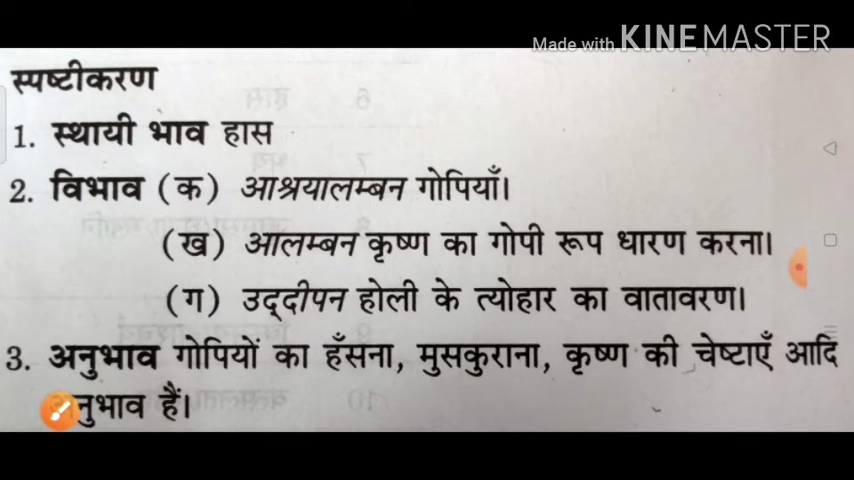 Made with KINEMASTER
स्पष्टीकरण
1. स्थायी भाव हास
2. विभाव (क) आश्रयालम्बन गोपियाँ।
(ख) आलम्बन कृष्ण का गोपी रूप धारण करना।
(ग) उद्दीपन होली के त्योहार का वातावरण।
3. अनुभाव गोपियों का हँसना, मुसकुराना, कृष्ण की चेष्टाएँ आदि
नुभाव हैं।